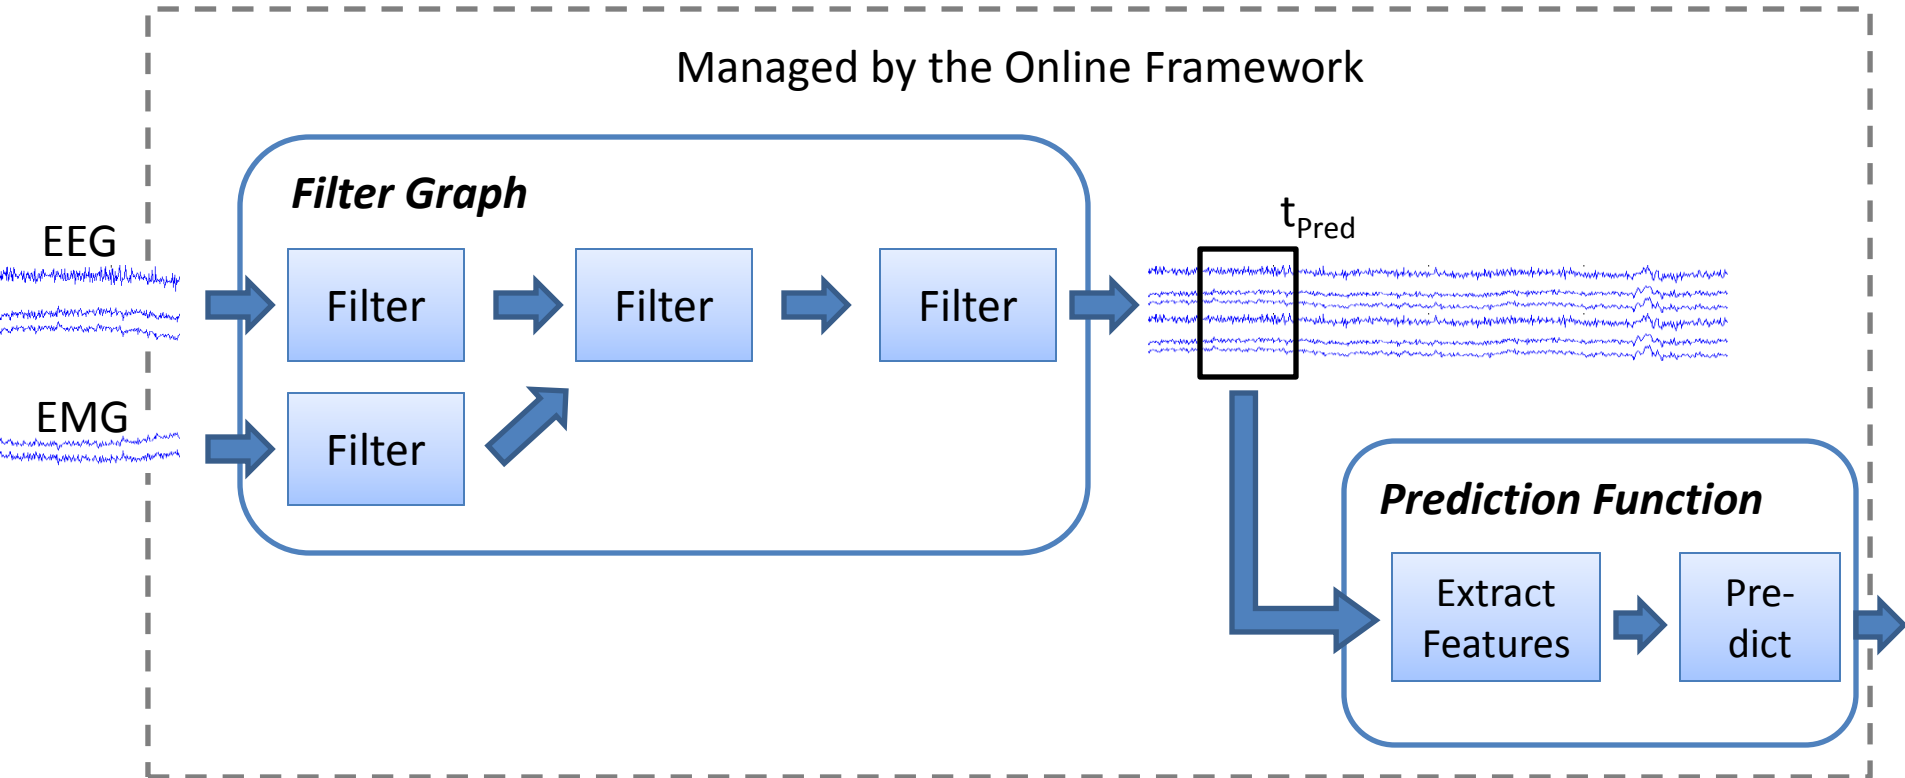 Managed by the Online Framework
Filter Graph
EEG
Filter
Filter
Filter
EMG
Filter
tPred
Prediction Function
Extract
Features
Pre-
dict